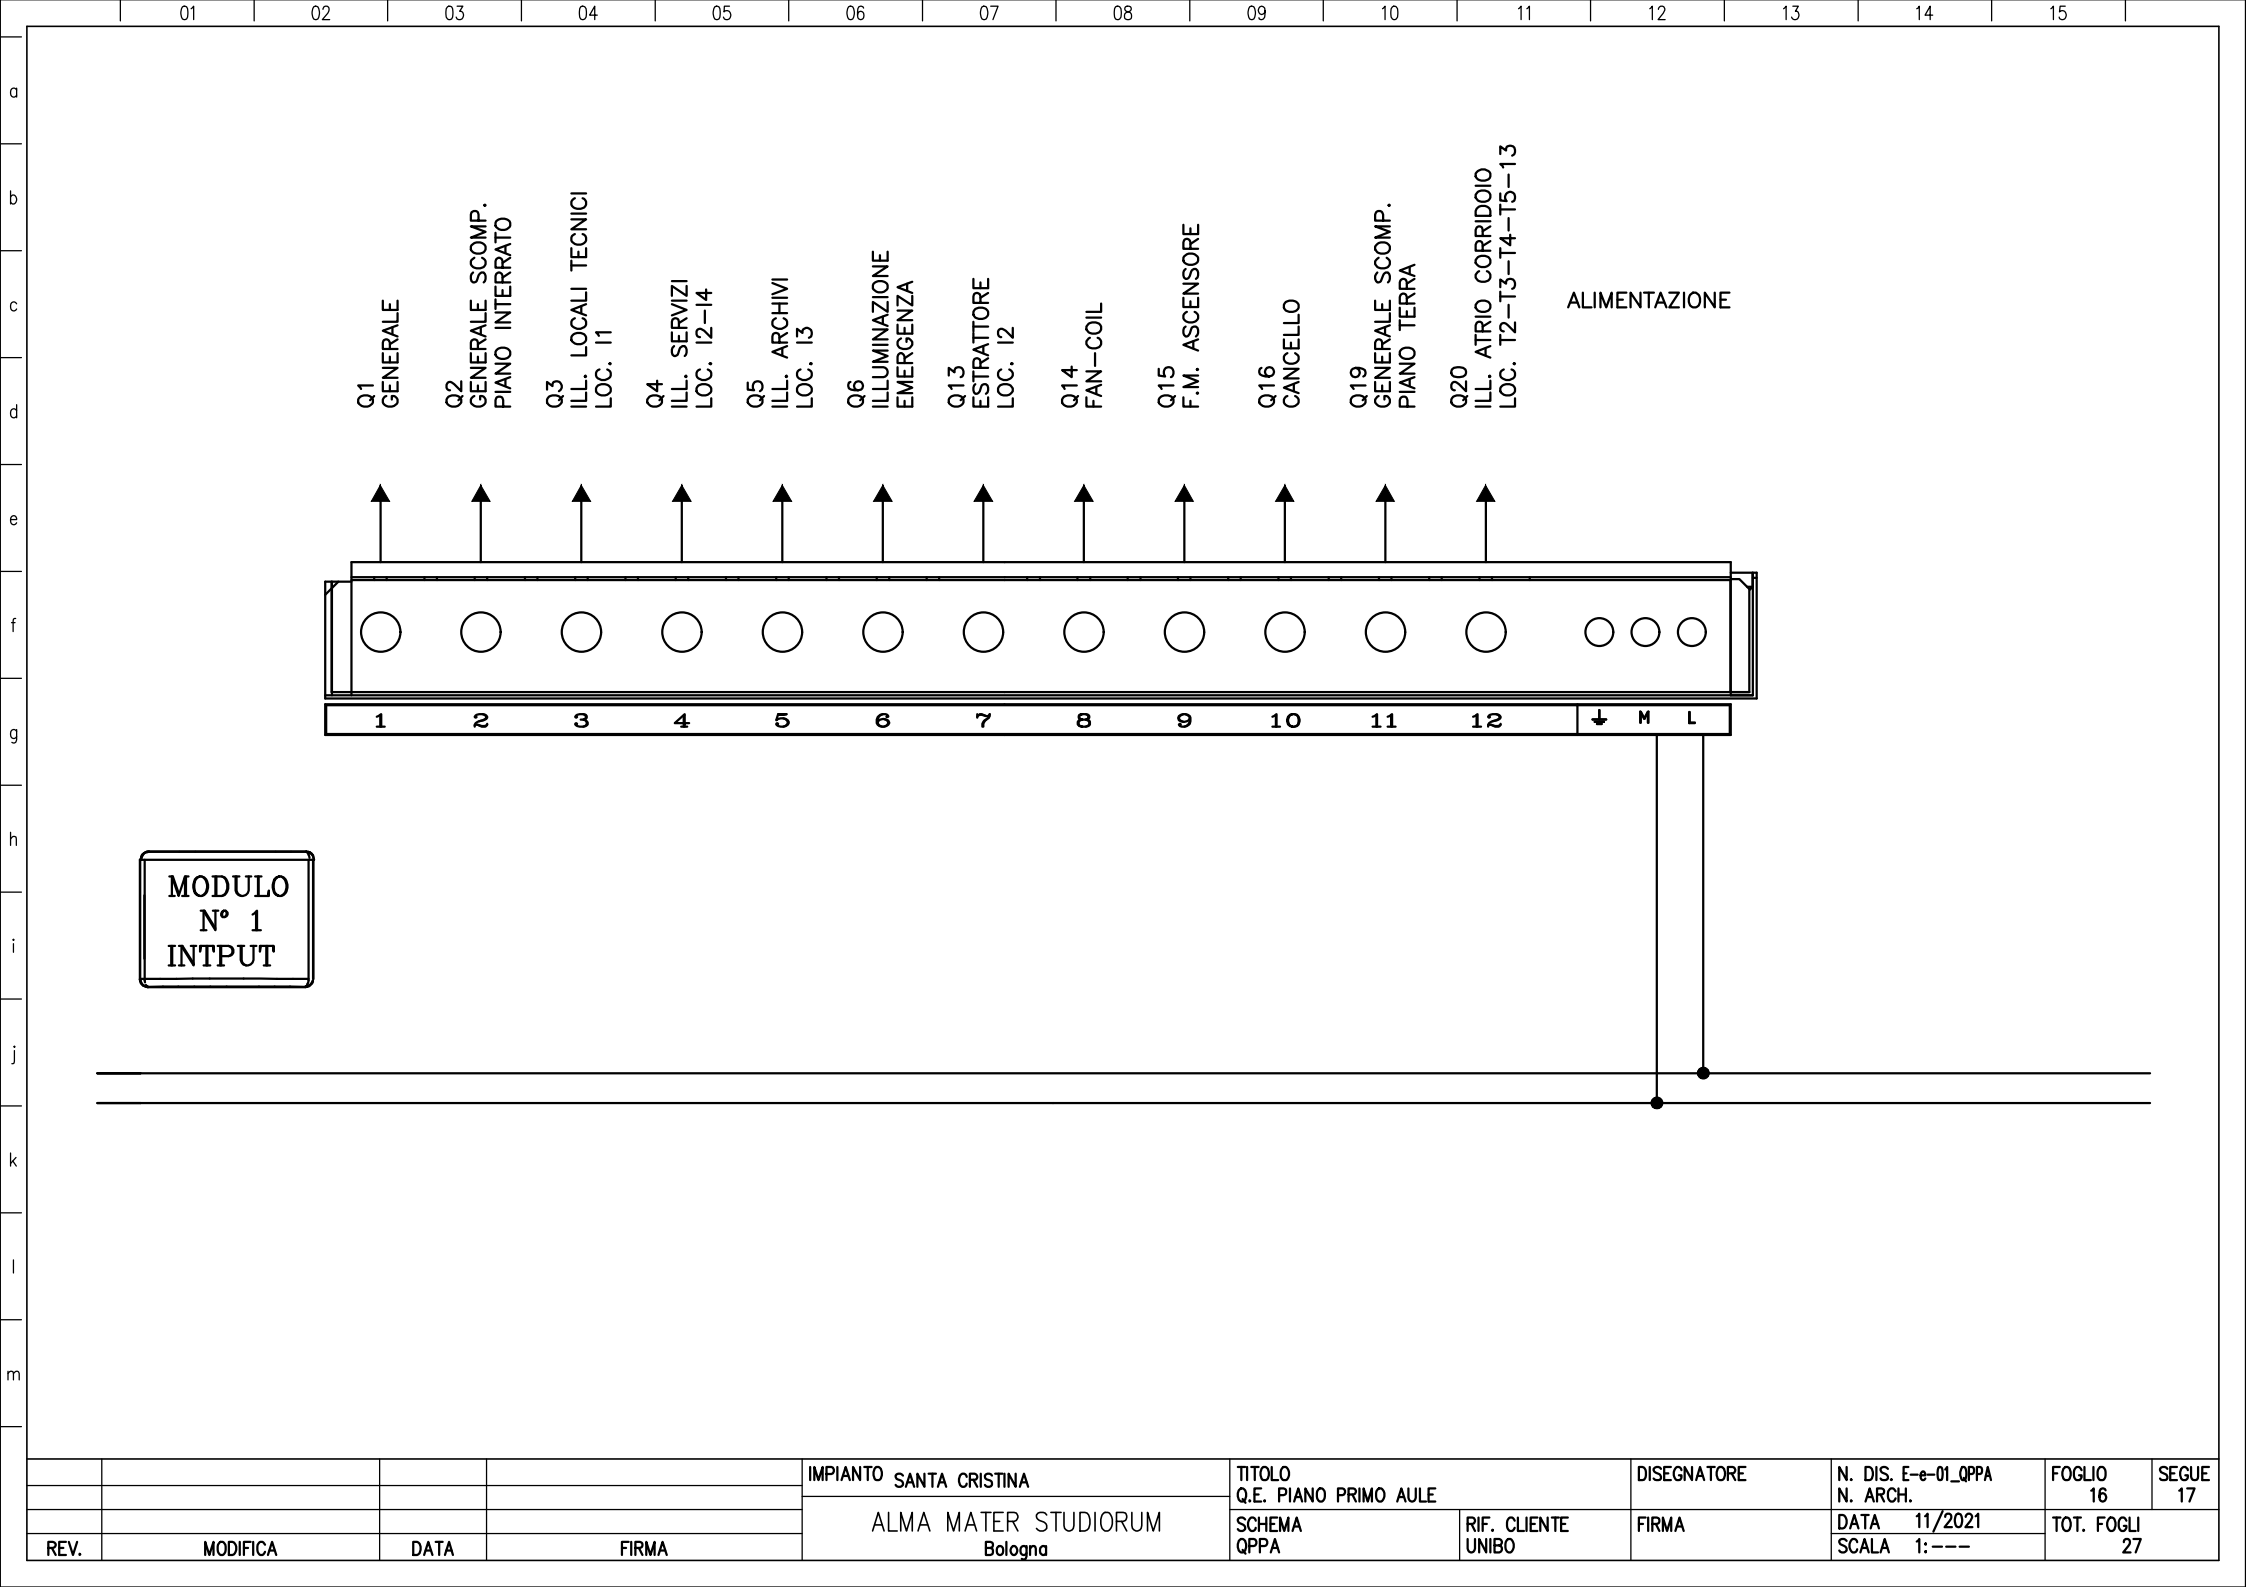 01 02 03 04 05 06 07 08 09 10 11 12 13 14 15
a
b
c
d
e
f
g
h
i
j
k
l
m
Q1
GENERALE
Q2
GENERALE SCOMP.
PIANO INTERRATO
Q3
ILL. LOCALI TECNICI
LOC. I1
Q4
ILL. SERVIZI
LOC. I2-I4
Q5
ILL. ARCHIVI
LOC. I3
Q6
ILLUMINAZIONE
EMERGENZA
Q13
ESTRATTORE
LOC. I2
Q14
FAN-COIL
Q15
F.M. ASCENSORE
Q16
CANCELLO
Q19
GENERALE SCOMP.
PIANO TERRA
Q20
ILL. ATRIO CORRIDOIO
LOC. T2-T3-T4-T5-13
ALIMENTAZIONE
1 2 3 4 5 6 7 8 9 10 11 12 M L
MODULO
N° 1
INTPUT
REV. MODIFICA DATA FIRMA
IMPIANTO SANTA CRISTINA
ALMA MATER STUDIORUM
Bologna
TITOLO
Q.E. PIANO PRIMO AULE
SCHEMA
QPPA
RIF. CLIENTE
UNIBO
DISEGNATORE
FIRMA
N. DIS. E-e-01_QPPA
N. ARCH.
DATA 11/2021
SCALA 1:---
FOGLIO
16
SEGUE
17
TOT. FOGLI
27